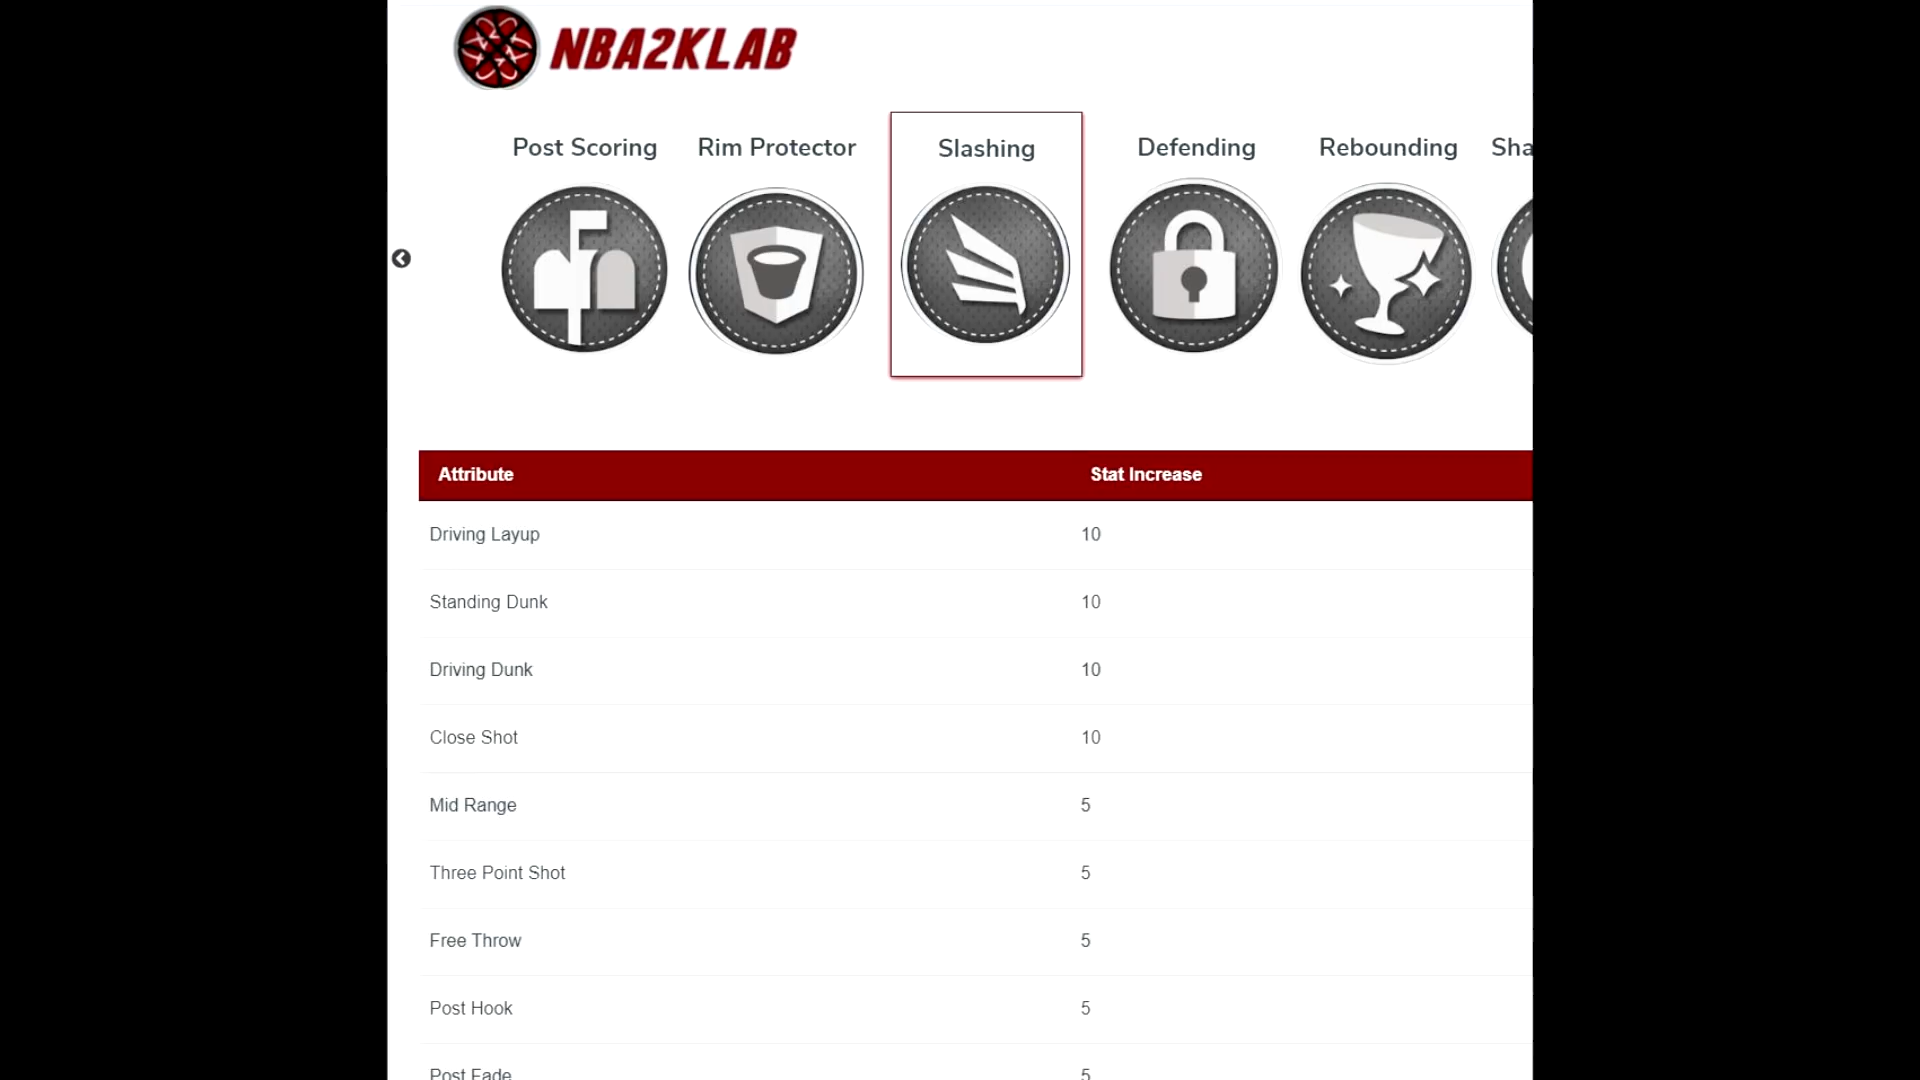 NBA2KLAB
Post Scoring Rim Protector Slashing Defending Rebounding Sha
Attribute Stat Increase
Driving Layup 10
Standing Dunk 10
Driving Dunk 10
Close Shot 10
Mid Range 5
Three Point Shot 5
Free Throw 5
Post Hook 5
Post Fade 5